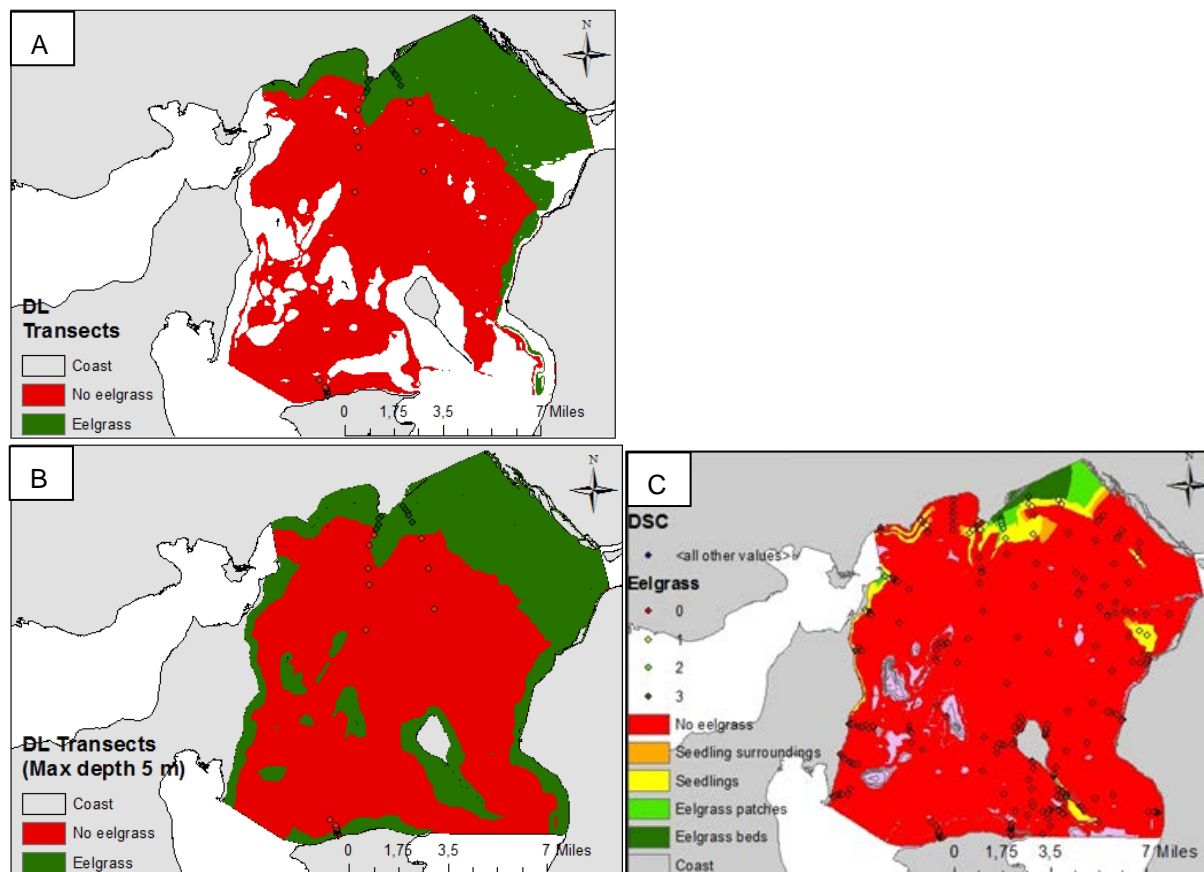 A
N
DL
Transects
Coast
No eelgrass
Eelgrass
0 1,75 3,5 7 Miles
B
N
DL Transects
(Max depth 5 m)
Coast
No eelgrass
Eelgrass
0 1,75 3,5 7 Miles
C
N
DSC
<all other values>
Eelgrass
0
1
2
3
No eelgrass
Seedling surroundings
Seedlings
Eelgrass patches
Eelgrass beds
Coast
0 1,75 3,5 7 Miles